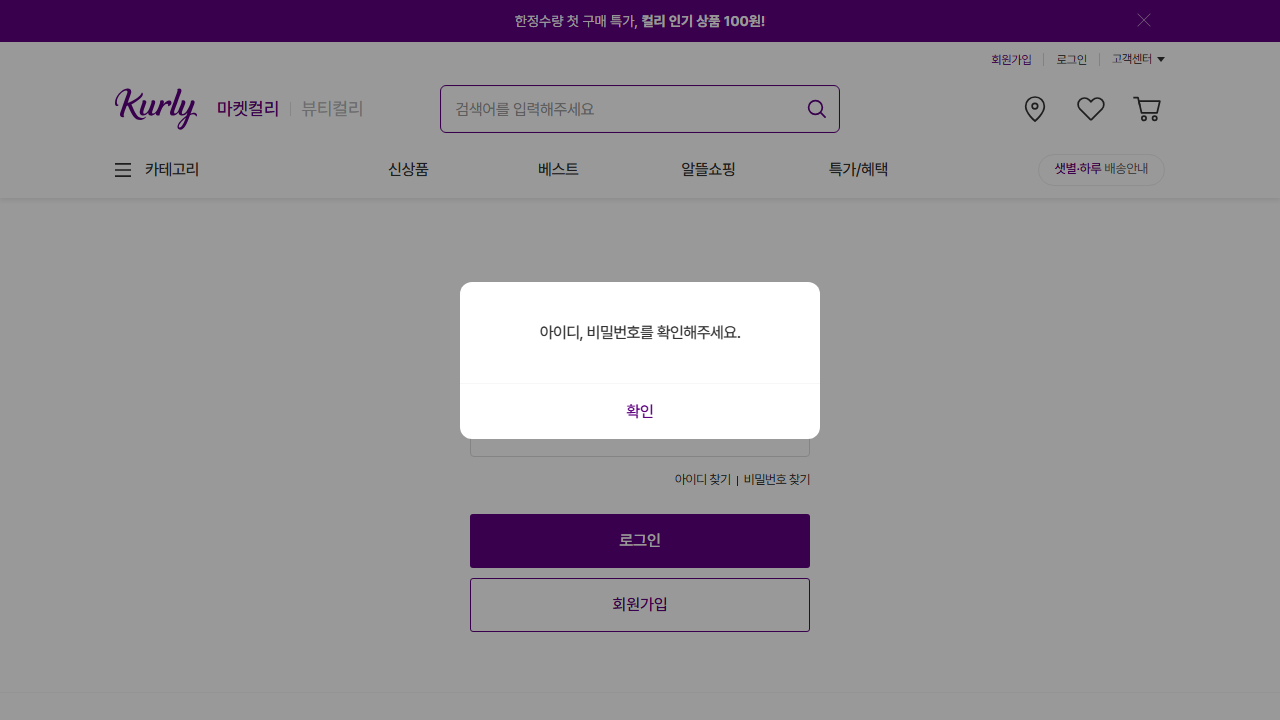 한정수량 첫 구매 특가, 컬리 인기 상품 100원!
회원가입 로그인 고객센터
Kurly 마켓컬리 뷰티컬리 검색어를 입력해주세요
카테고리 신상품 베스트 알뜰쇼핑 특가/혜택 샛별·하루 배송안내
아이디, 비밀번호를 확인해주세요.
확인
아이디 찾기 비밀번호 찾기
로그인
회원가입